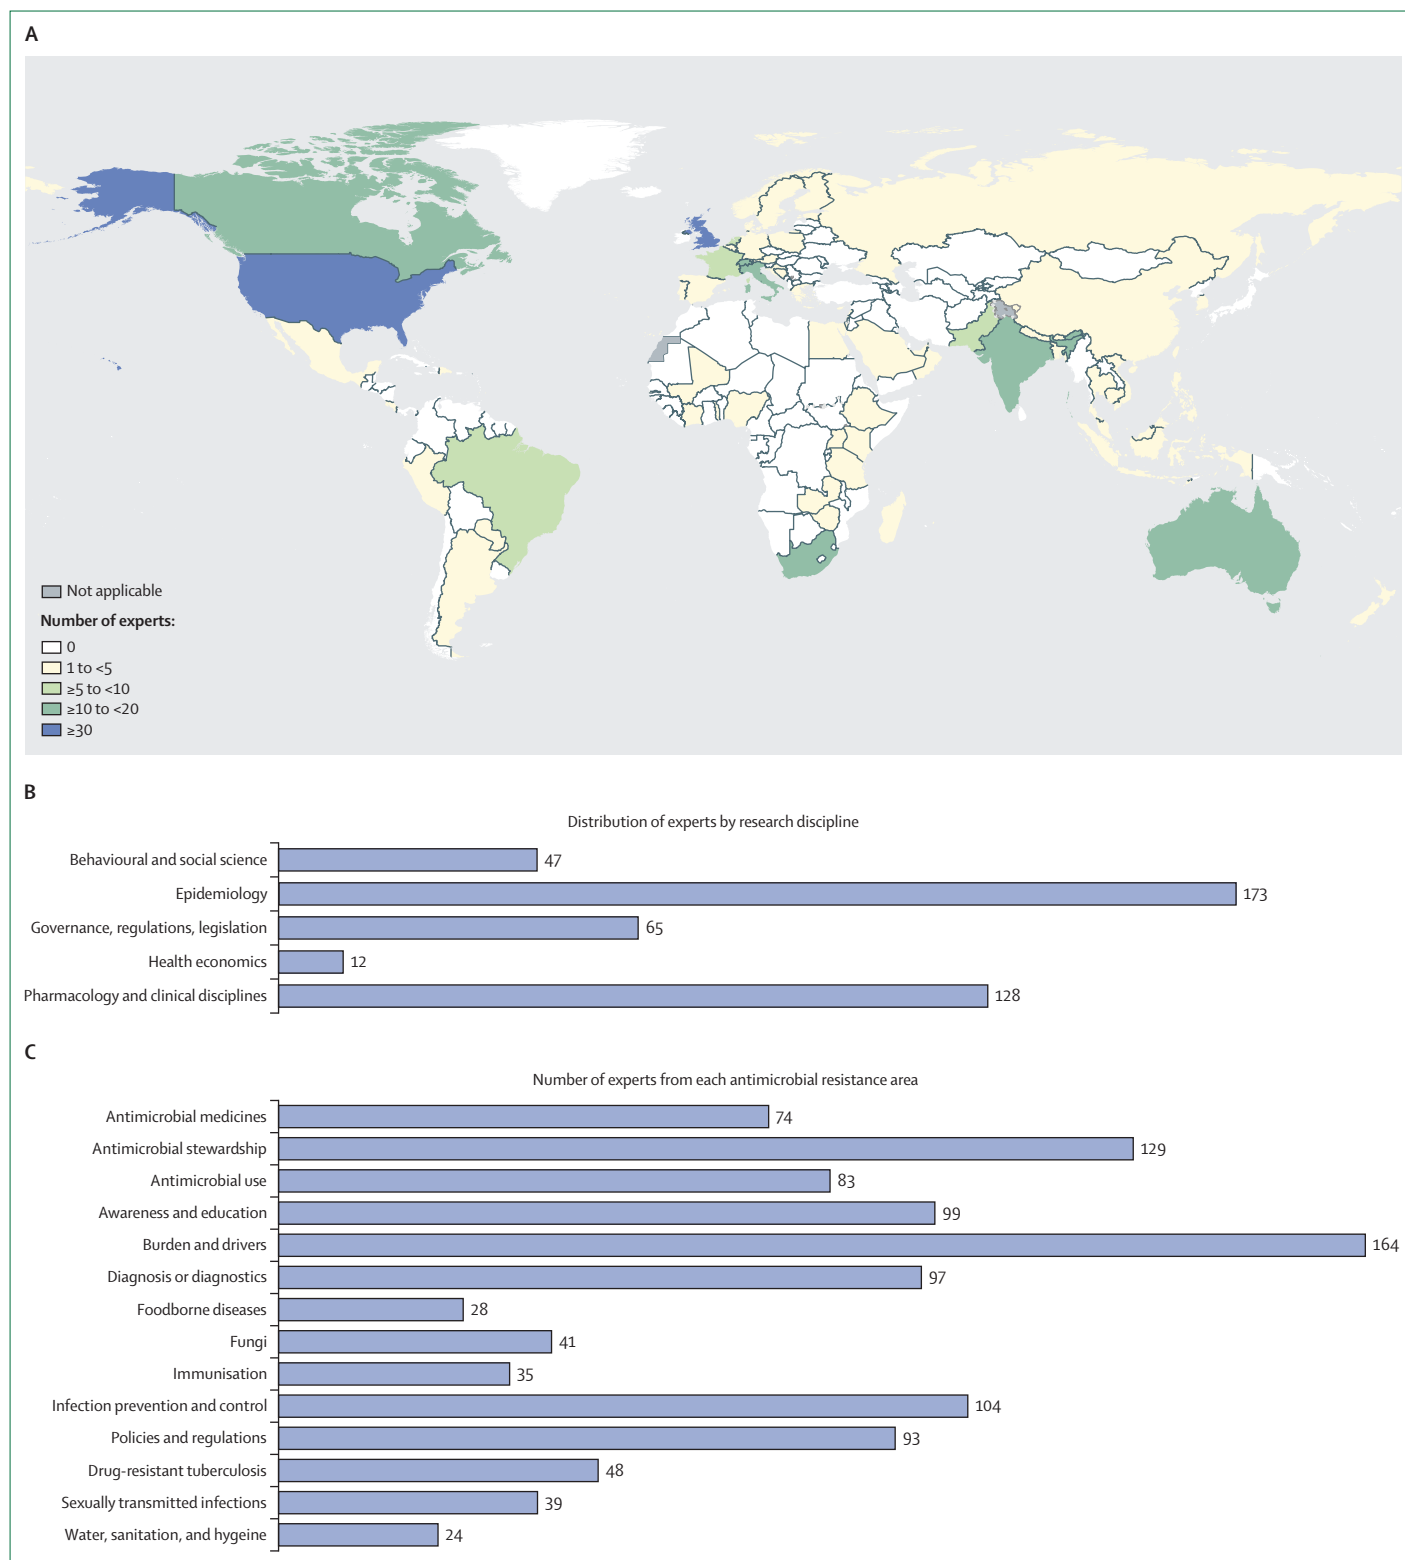 A
Not applicable
Number of experts:
0
1 to <5
≥5 to <10
≥10 to <20
≥30
B
Distribution of experts by research discipline
Behavioural and social science 47
Epidemiology 173
Governance, regulations, legislation 65
Health economics 12
Pharmacology and clinical disciplines 128
C
Number of experts from each antimicrobial resistance area
Antimicrobial medicines 74
Antimicrobial stewardship 129
Antimicrobial use 83
Awareness and education 99
Burden and drivers 164
Diagnosis or diagnostics 97
Foodborne diseases 28
Fungi 41
Immunisation 35
Infection prevention and control 104
Policies and regulations 93
Drug-resistant tuberculosis 48
Sexually transmitted infections 39
Water, sanitation, and hygeine 24